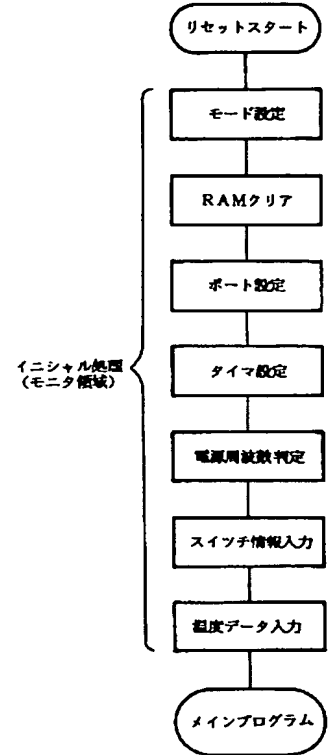 リセットスタート
モード設定
RAMクリア
ポート設定
タイマ設定
イニシャル処理
(モニタ領域)
電源周波数判定
スイッチ情報入力
温度データ入力
メインプログラム